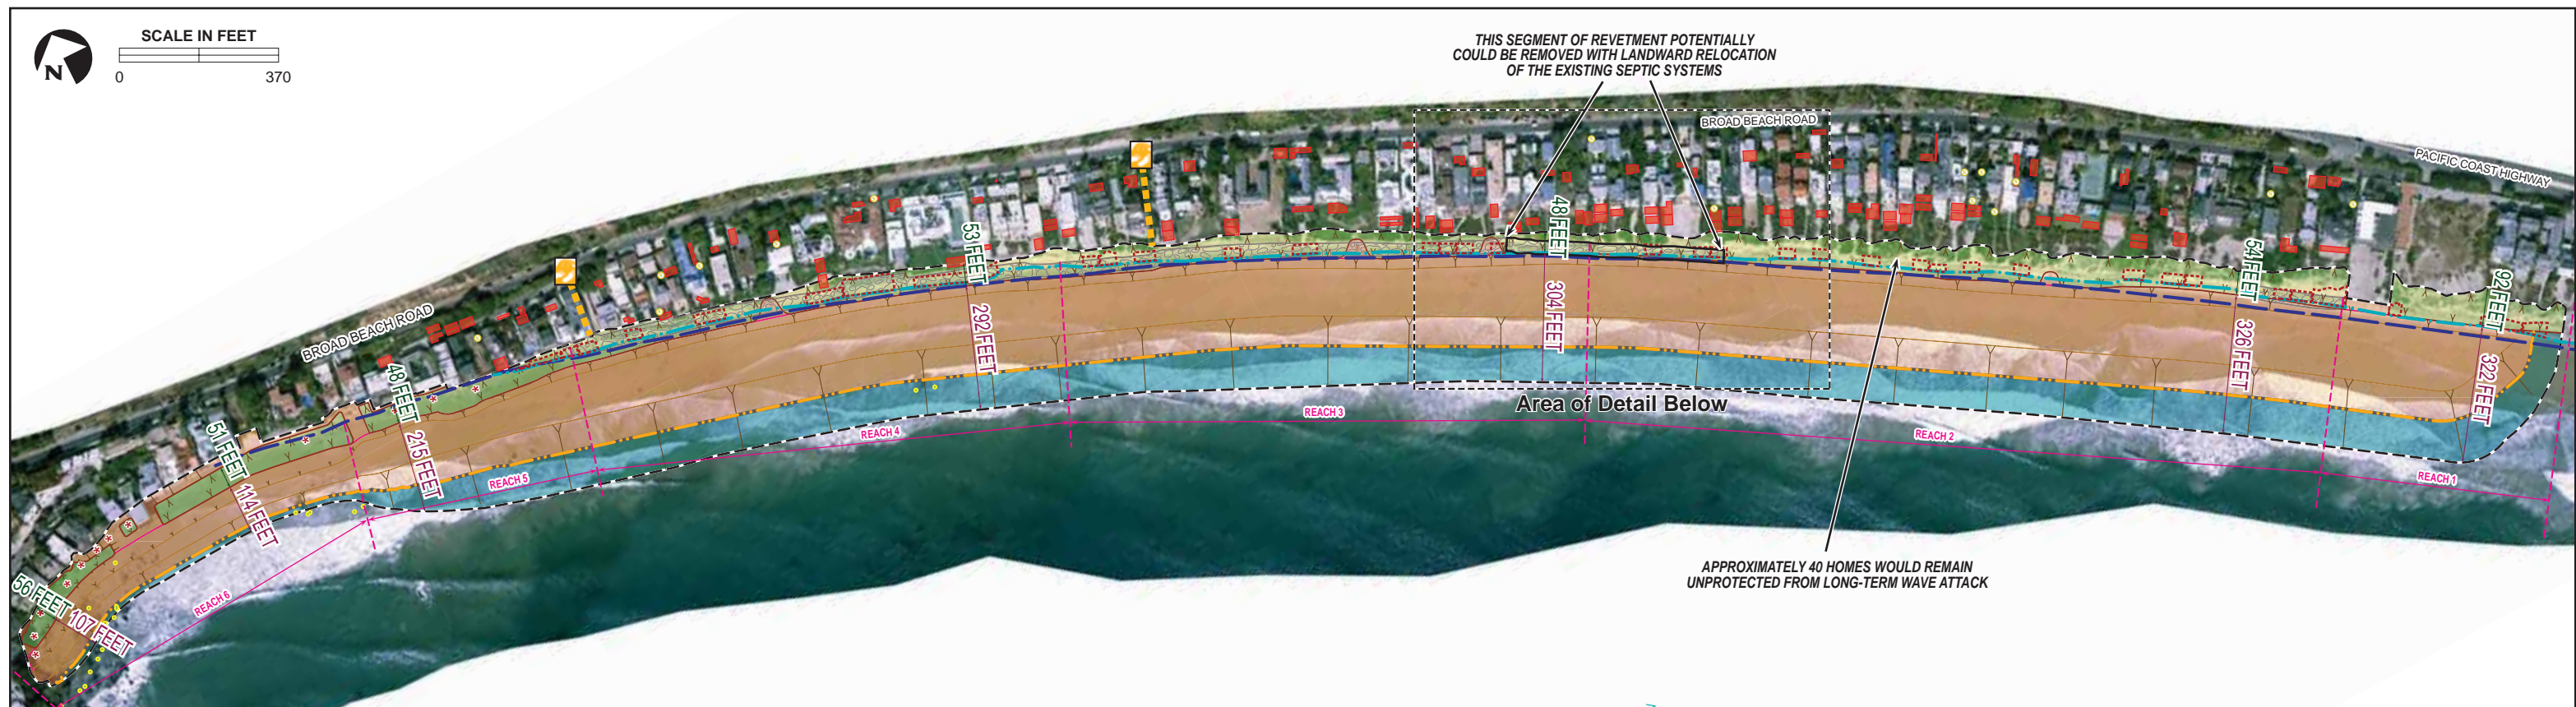 SCALE IN FEET
0 370
N
THIS SEGMENT OF REVETMENT POTENTIALLY
COULD BE REMOVED WITH LANDWARD RELOCATION
OF THE EXISTING SEPTIC SYSTEMS
BROAD BEACH ROAD
PACIFIC COAST HIGHWAY
BROAD BEACH ROAD
53 FEET
48 FEET
54 FEET
92 FEET
292 FEET
304 FEET
326 FEET
322 FEET
48 FEET
215 FEET
51 FEET
114 FEET
56 FEET
107 FEET
Area of Detail Below
REACH 6
REACH 5
REACH 4
REACH 3
REACH 2
REACH 1
APPROXIMATELY 40 HOMES WOULD REMAIN
UNPROTECTED FROM LONG-TERM WAVE ATTACK